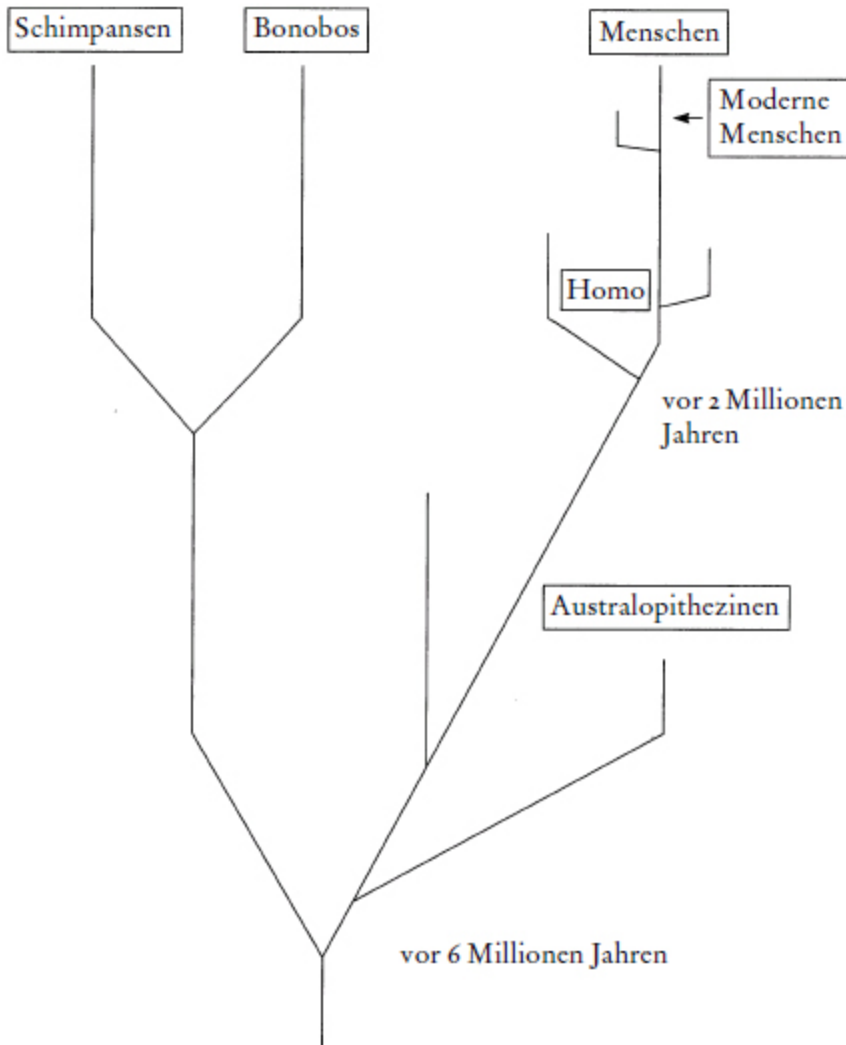 Schimpansen
Bonobos
Menschen
Moderne
Menschen
Homo
vor 2 Millionen
Jahren
Australopithezinen
vor 6 Millionen Jahren